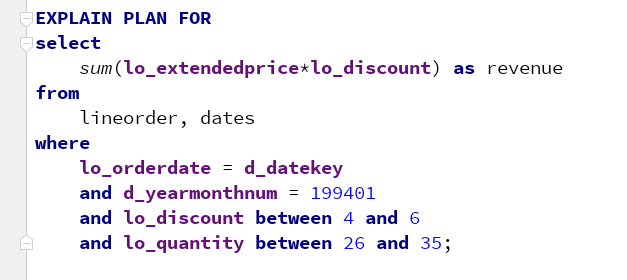 EXPLAIN PLAN FOR
select
    sum(lo_extendedprice*lo_discount) as revenue
from
    lineorder, dates
where
    lo_orderdate = d_datekey
    and d_yearmonthnum = 199401
    and lo_discount between 4 and 6
    and lo_quantity between 26 and 35;